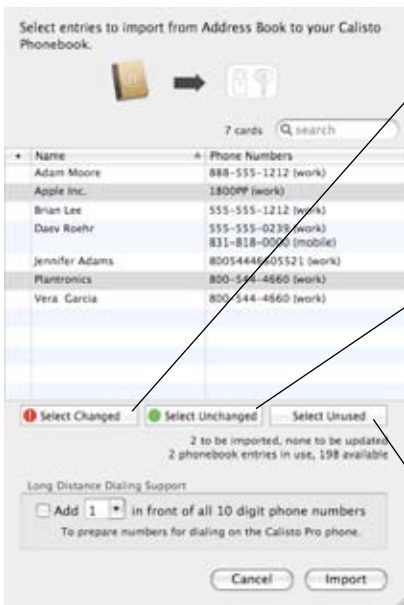 Select entries to import from Address Book to your Calisto
Phonebook.
7 cards search
Name Phone Numbers
Adam Moore 888-555-1212 (work)
Apple Inc. 1800PP (work)
Brian Lee 555-555-1212 (work)
Daev Roehr 555-555-0239 (work)
831-818-0000 (mobile)
Jennifer Adams 80054446605521 (work)
Plantronics 800-544-4660 (work)
Vera Garcia 800-544-4660 (work)
Select Changed Select Unchanged Select Unused
2 to be imported, none to be updated
2 phonebook entries in use, 198 available
Long Distance Dialing Support
Add 1 in front of all 10 digit phone numbers
To prepare numbers for dialing on the Calisto Pro phone.
Cancel Import